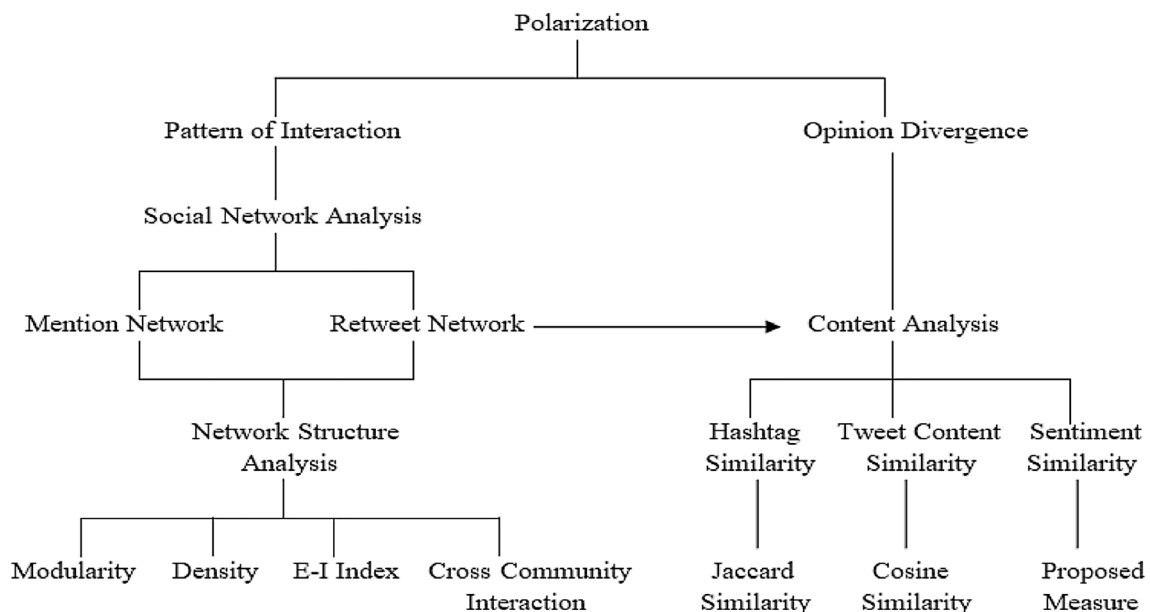 Polarization
Pattern of Interaction
Opinion Divergence
Social Network Analysis
Mention Network
Retweet Network
Content Analysis
Network Structure
Analysis
Hashtag
Similarity
Tweet Content
Similarity
Sentiment
Similarity
Modularity
Density
E-I Index
Cross Community
Interaction
Jaccard
Similarity
Cosine
Similarity
Proposed
Measure